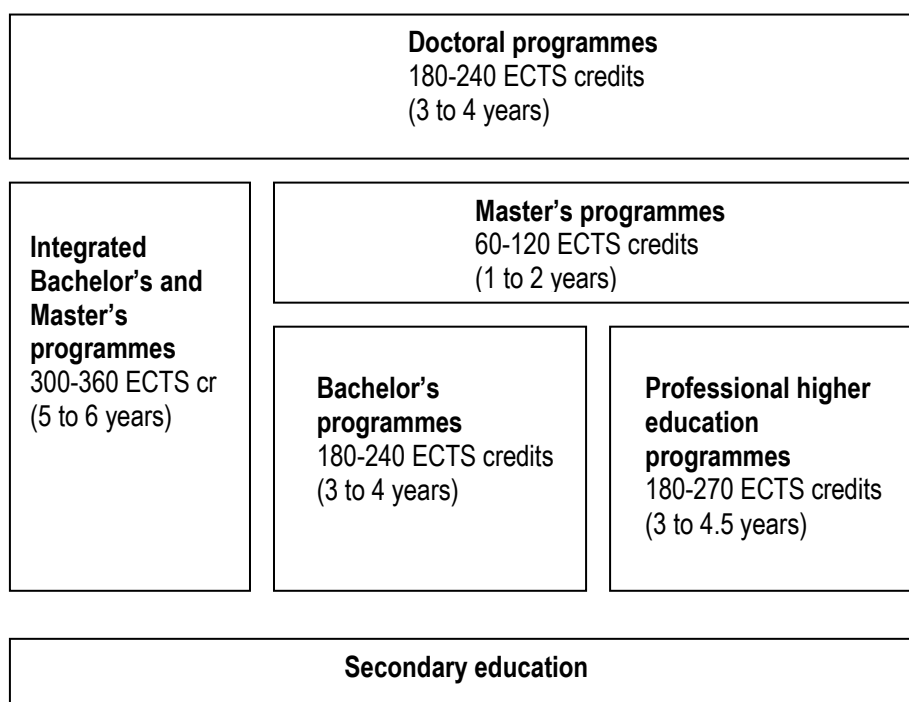 Doctoral programmes
180-240 ECTS credits
(3 to 4 years)
Integrated
Bachelor’s and
Master’s
programmes
300-360 ECTS cr
(5 to 6 years)
Master’s programmes
60-120 ECTS credits
(1 to 2 years)
Bachelor’s
programmes
180-240 ECTS credits
(3 to 4 years)
Professional higher
education
programmes
180-270 ECTS credits
(3 to 4.5 years)
Secondary education